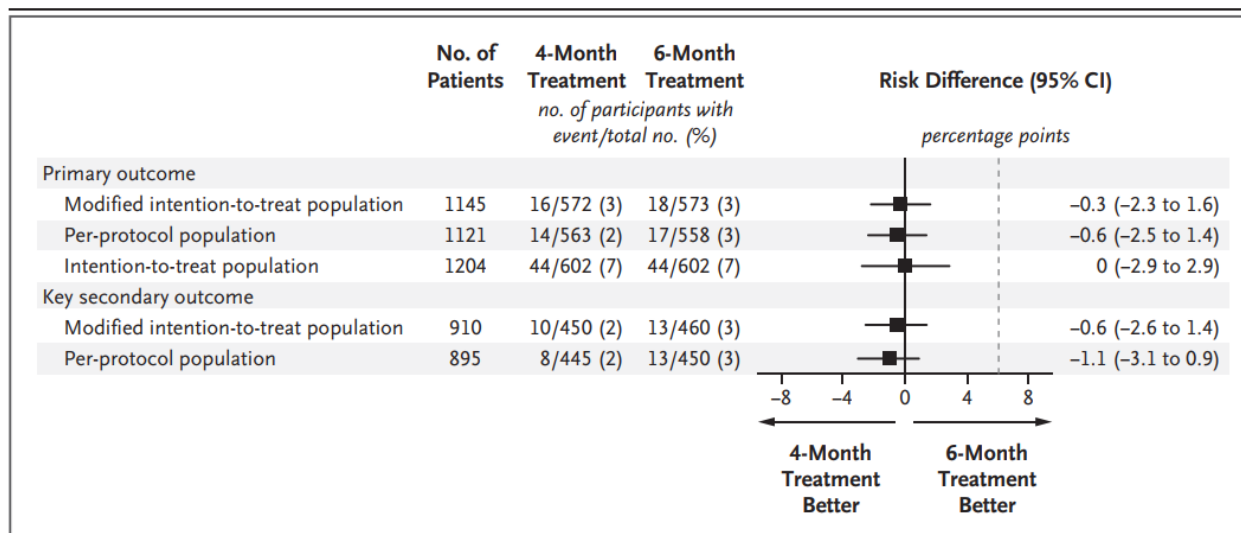 No. of Patients 4-Month Treatment 6-Month Treatment Risk Difference (95% CI)
no. of participants with event/total no. (%) percentage points
Primary outcome
Modified intention-to-treat population 1145 16/572 (3) 18/573 (3) –0.3 (–2.3 to 1.6)
Per-protocol population 1121 14/563 (2) 17/558 (3) –0.6 (–2.5 to 1.4)
Intention-to-treat population 1204 44/602 (7) 44/602 (7) 0 (–2.9 to 2.9)
Key secondary outcome
Modified intention-to-treat population 910 10/450 (2) 13/460 (3) –0.6 (–2.6 to 1.4)
Per-protocol population 895 8/445 (2) 13/450 (3) –1.1 (–3.1 to 0.9)
–8 –4 0 4 8
4-Month Treatment Better 6-Month Treatment Better